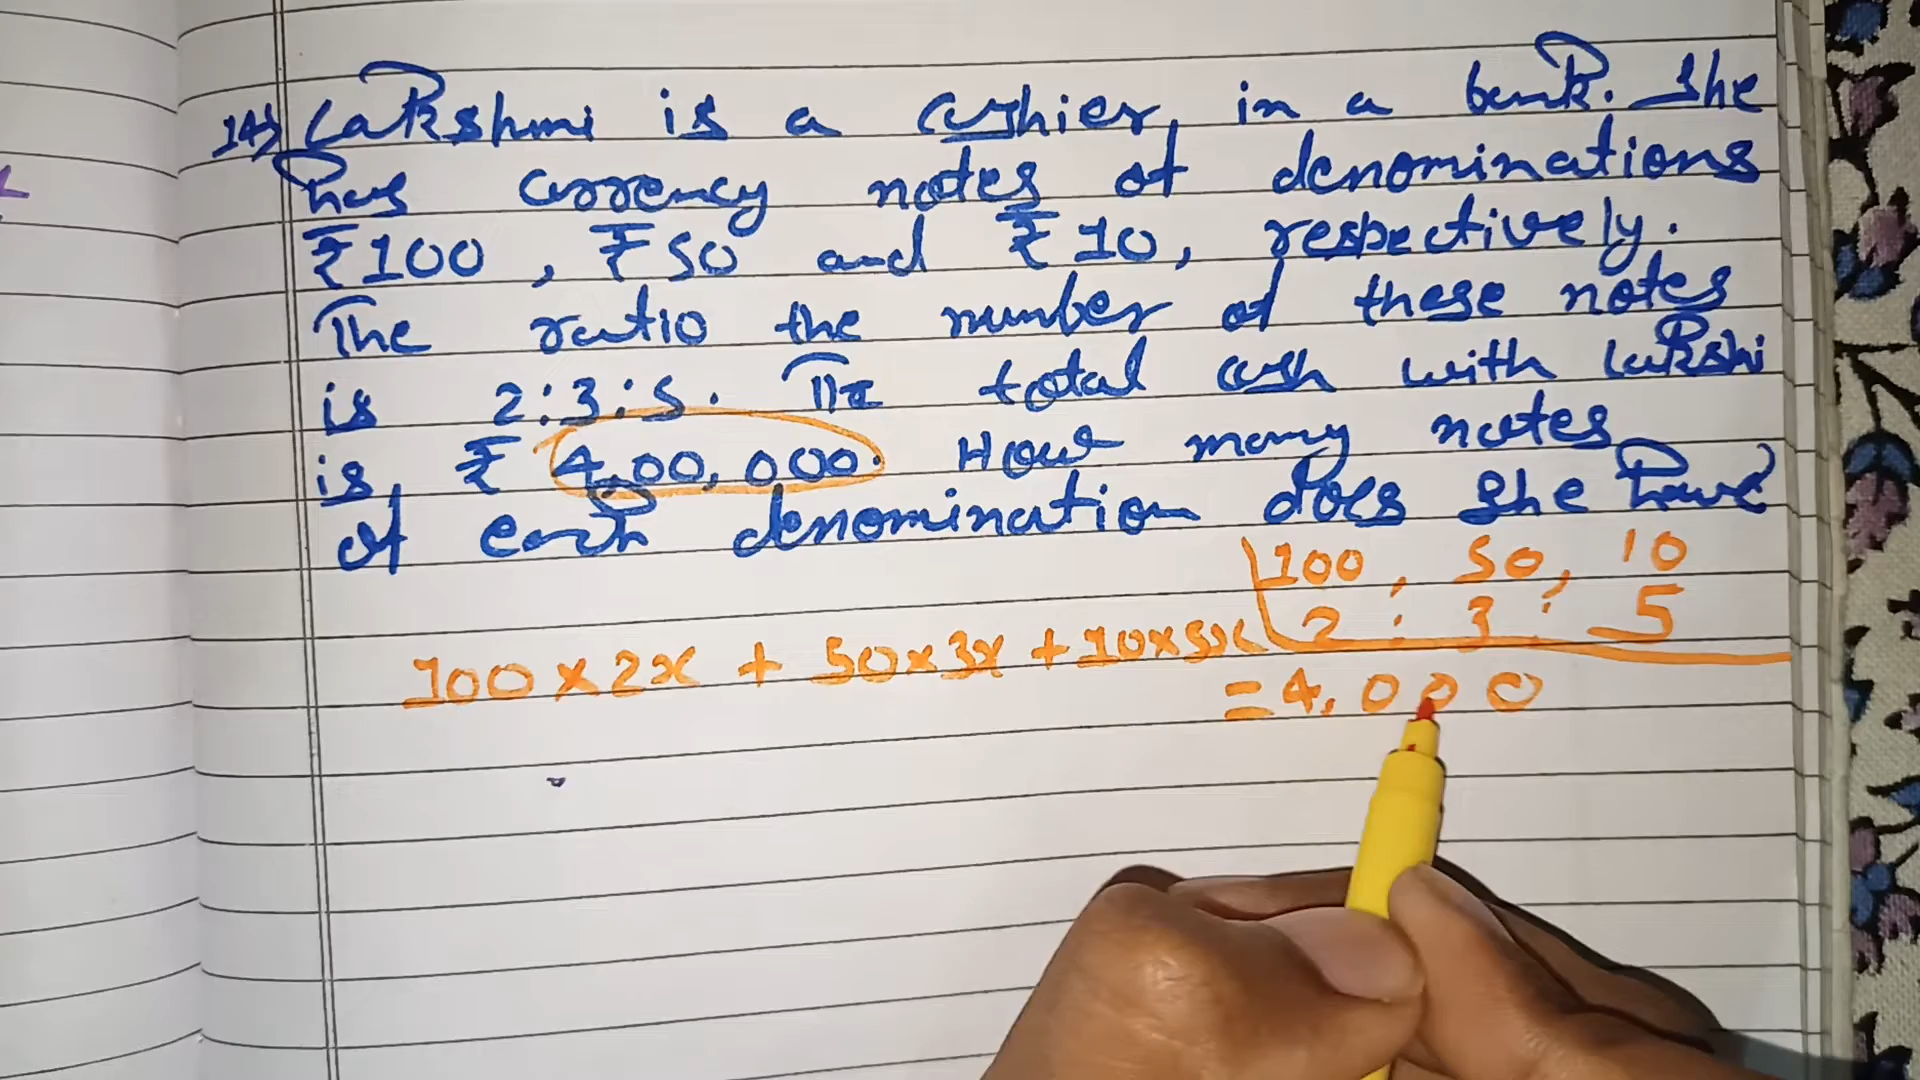 14) Lakshmi is a cashier in a bank. She
has currency notes of denominations
₹100, ₹50 and ₹10, respectively.
The ratio the number of these notes
is 2:3:5. The total cash with lakshi
is, ₹ 4,00,000. How many notes
of each denomination does she have?
100, 50, 10
2 : 3 : 5
100 × 2x + 50×3x + 10×5x
= 4,000